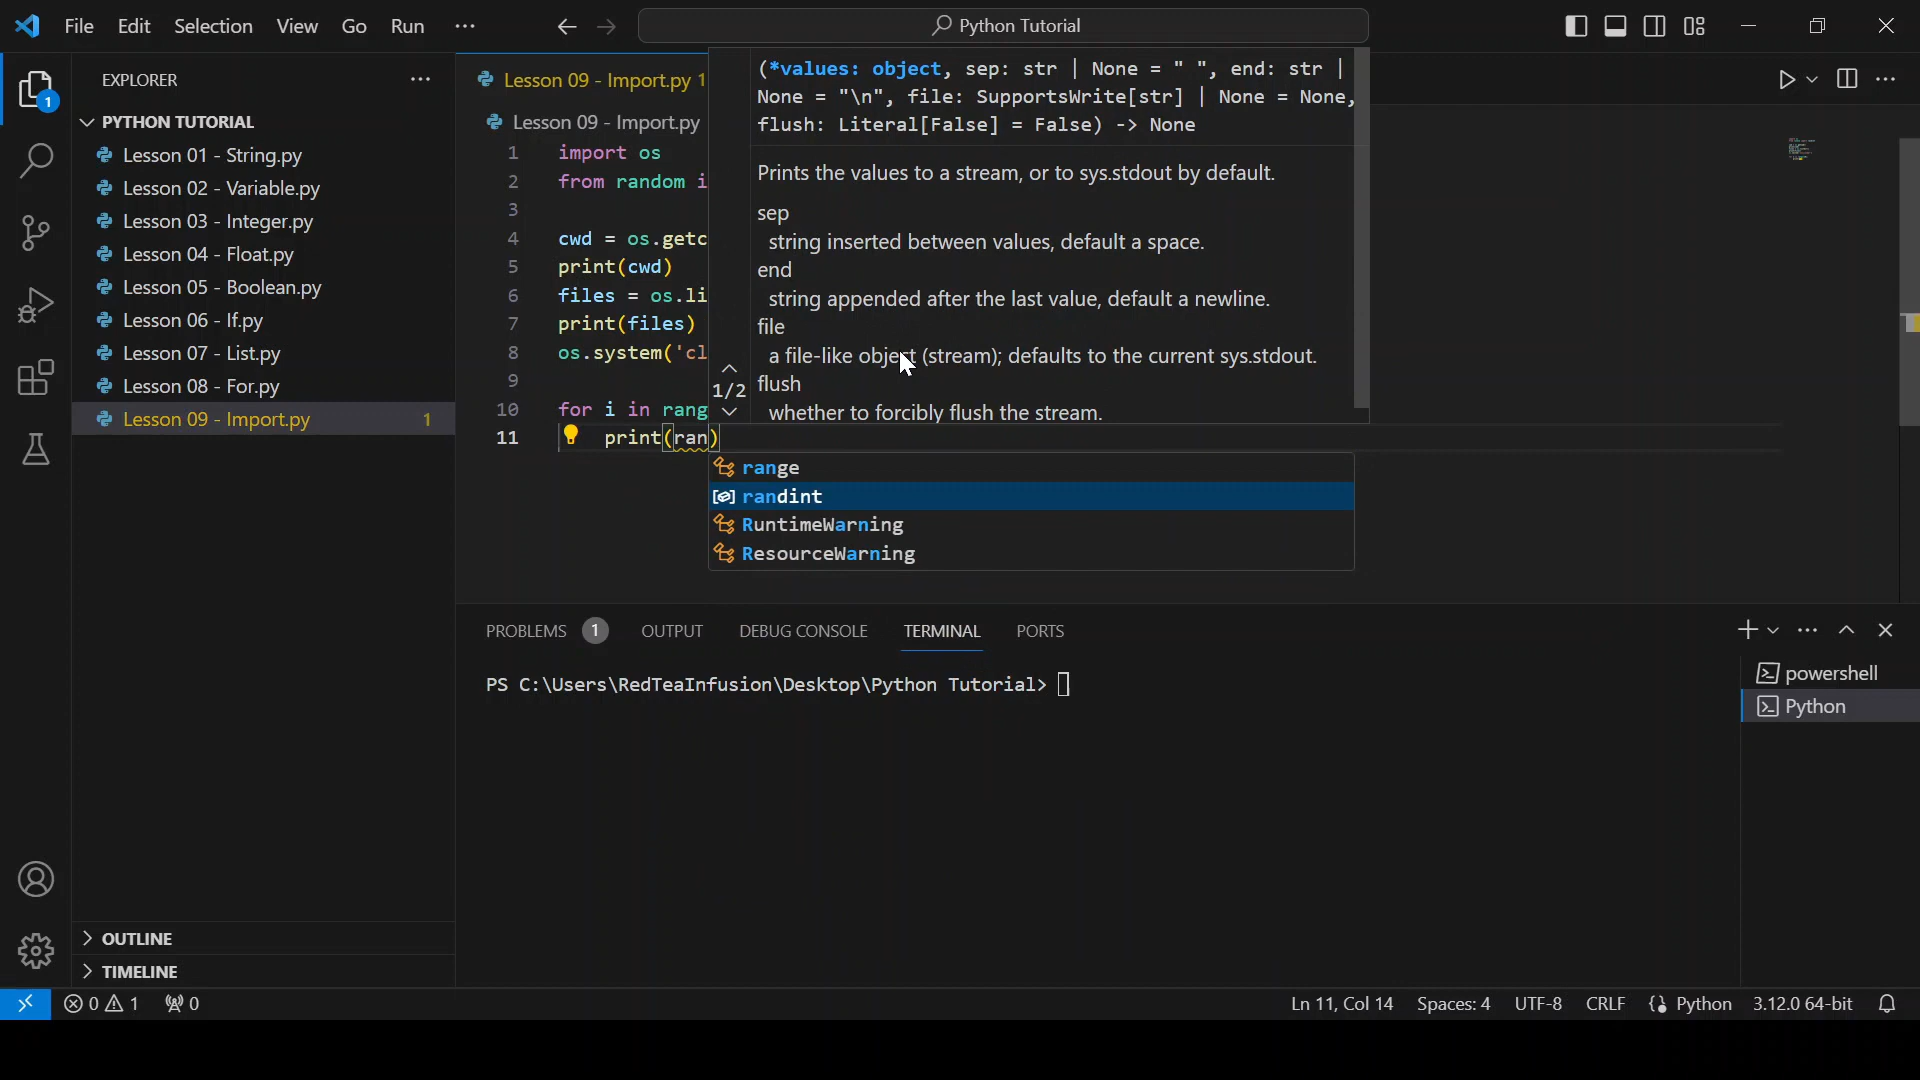 File Edit Selection View Go Run ···
Python Tutorial
EXPLORER
1
PYTHON TUTORIAL
Lesson 01 - String.py
Lesson 02 - Variable.py
Lesson 03 - Integer.py
Lesson 04 - Float.py
Lesson 05 - Boolean.py
Lesson 06 - If.py
Lesson 07 - List.py
Lesson 08 - For.py
Lesson 09 - Import.py 1
OUTLINE
TIMELINE
Lesson 09 - Import.py 1
Lesson 09 - Import.py
1 import os
2 from random i
3
4 cwd = os.getc
5 print(cwd)
6 files = os.li
7 print(files)
8 os.system('cl
9
10 for i in rang
11 print(ran)
(*values: object, sep: str | None = " ", end: str |
None = "\n", file: SupportsWrite[str] | None = None,
flush: Literal[False] = False) -> None
Prints the values to a stream, or to sys.stdout by default.
sep
string inserted between values, default a space.
end
string appended after the last value, default a newline.
file
a file-like object (stream); defaults to the current sys.stdout.
flush
whether to forcibly flush the stream.
1/2
range
randint
RuntimeWarning
ResourceWarning
PROBLEMS 1 OUTPUT DEBUG CONSOLE TERMINAL PORTS
PS C:\Users\RedTeaInfusion\Desktop\Python Tutorial>
powershell
Python
0 1 0 Ln 11, Col 14 Spaces: 4 UTF-8 CRLF Python 3.12.0 64-bit